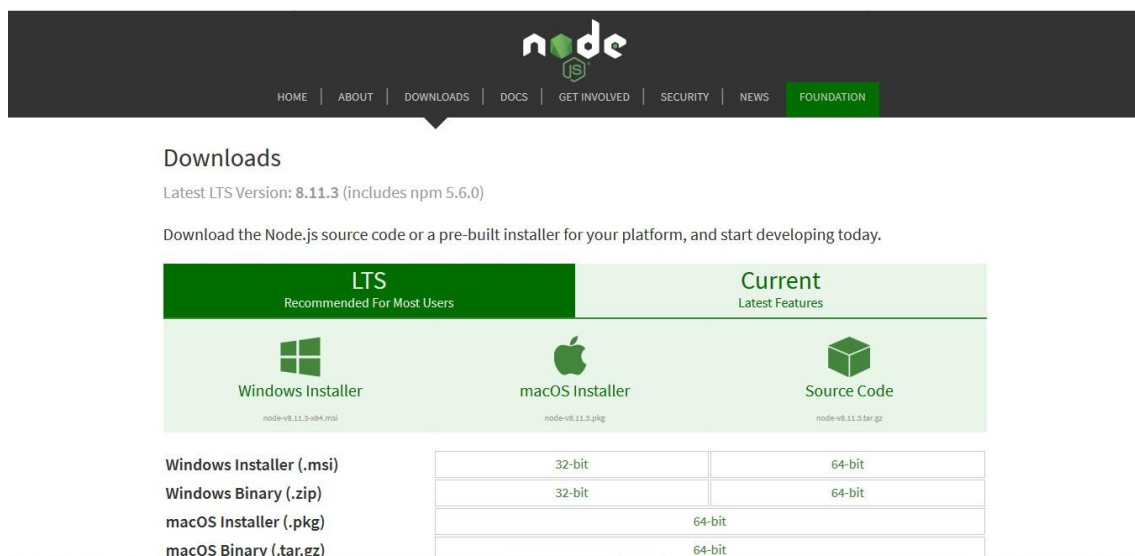 node
JS
HOME | ABOUT | DOWNLOADS | DOCS | GET INVOLVED | SECURITY | NEWS FOUNDATION
Downloads
Latest LTS Version: 8.11.3 (includes npm 5.6.0)
Download the Node.js source code or a pre-built installer for your platform, and start developing today.
LTS Current
Recommended For Most Users Latest Features
Windows Installer macOS Installer Source Code
node-v8.11.3-x64.msi node-v8.11.3.pkg node-v8.11.3.tar.gz
Windows Installer (.msi) 32-bit 64-bit
Windows Binary (.zip) 32-bit 64-bit
macOS Installer (.pkg) 64-bit
macOS Binary (.tar.gz) 64-bit